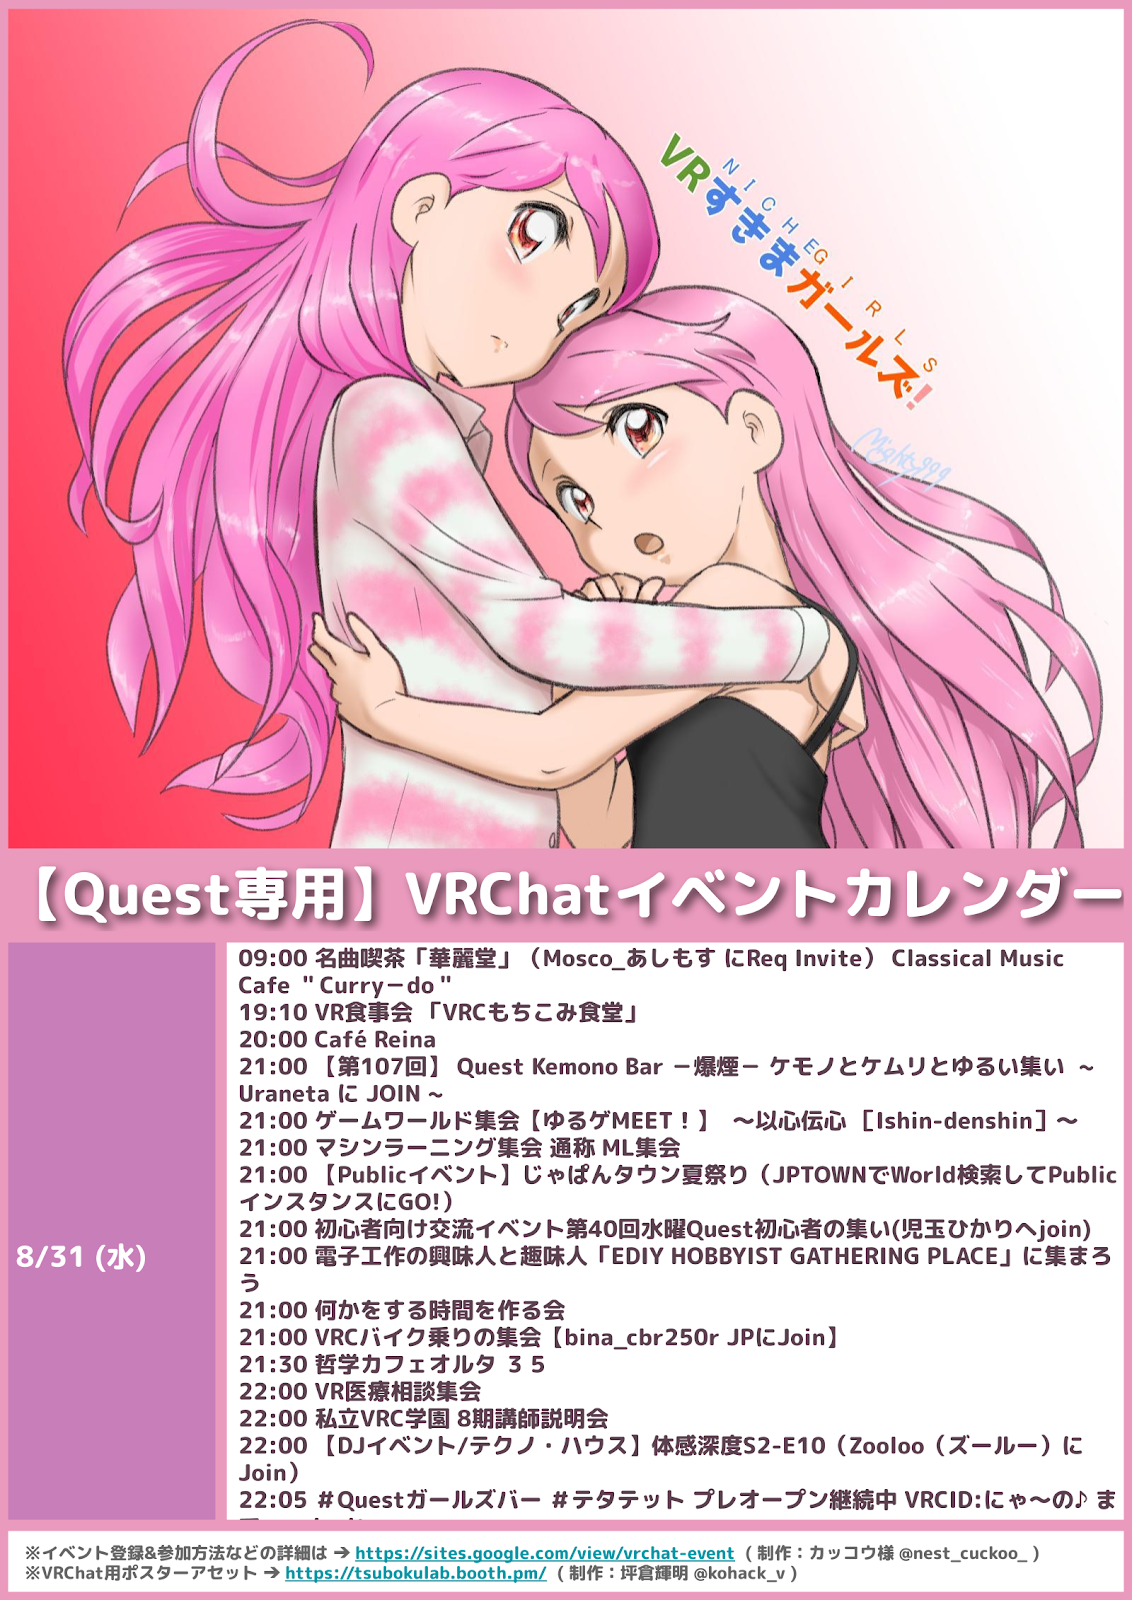 NICHE GIRLS
VRすきまガールズ!
Mighty999
【Quest専用】VRChatイベントカレンダー
8/31 (水)
09:00 名曲喫茶「華麗堂」（Mosco_あしもす にReq Invite） Classical Music
Cafe ＂Curry－do＂
19:10 VR食事会 「VRCもちこみ食堂」
20:00 Café Reina
21:00 【第107回】 Quest Kemono Bar －爆煙－ ケモノとケムリとゆるい集い ~
Uraneta に JOIN ~
21:00 ゲームワールド集会【ゆるゲMEET！】 ～以心伝心 ［Ishin-denshin］～
21:00 マシンラーニング集会 通称 ML集会
21:00 【Publicイベント】じゃぱんタウン夏祭り（JPTOWNでWorld検索してPublic
インスタンスにGO!）
21:00 初心者向け交流イベント第40回水曜Quest初心者の集い(児玉ひかりへjoin)
21:00 電子工作の興味人と趣味人「EDIY HOBBYIST GATHERING PLACE」に集まろ
う
21:00 何かをする時間を作る会
21:00 VRCバイク乗りの集会【bina_cbr250r JPにJoin】
21:30 哲学カフェオルタ ３５
22:00 VR医療相談集会
22:00 私立VRC学園 8期講師説明会
22:00 【DJイベント/テクノ・ハウス】体感深度S2-E10（Zooloo（ズールー）に
Join）
22:05 ＃Questガールズバー ＃テタテット プレオープン継続中 VRCID:にゃ～の♪ ま
※イベント登録&参加方法などの詳細は ➔ https://sites.google.com/view/vrchat-event ( 制作：カッコウ様 @nest_cuckoo_ )
※VRChat用ポスターアセット ➔ https://tsubokulab.booth.pm/ ( 制作：坪倉輝明 @kohack_v )